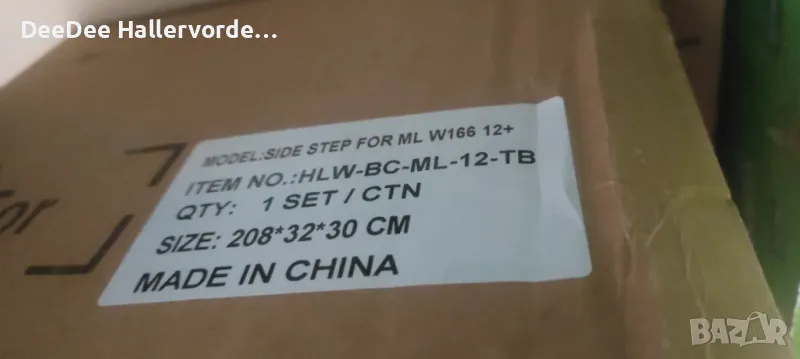 DeeDee Hallervorde...
MODEL:SIDE STEP FOR ML W166 12+
ITEM NO.:HLW-BC-ML-12-TB
QTY: 1 SET / CTN
SIZE: 208*32*30 CM
MADE IN CHINA
BAZAR